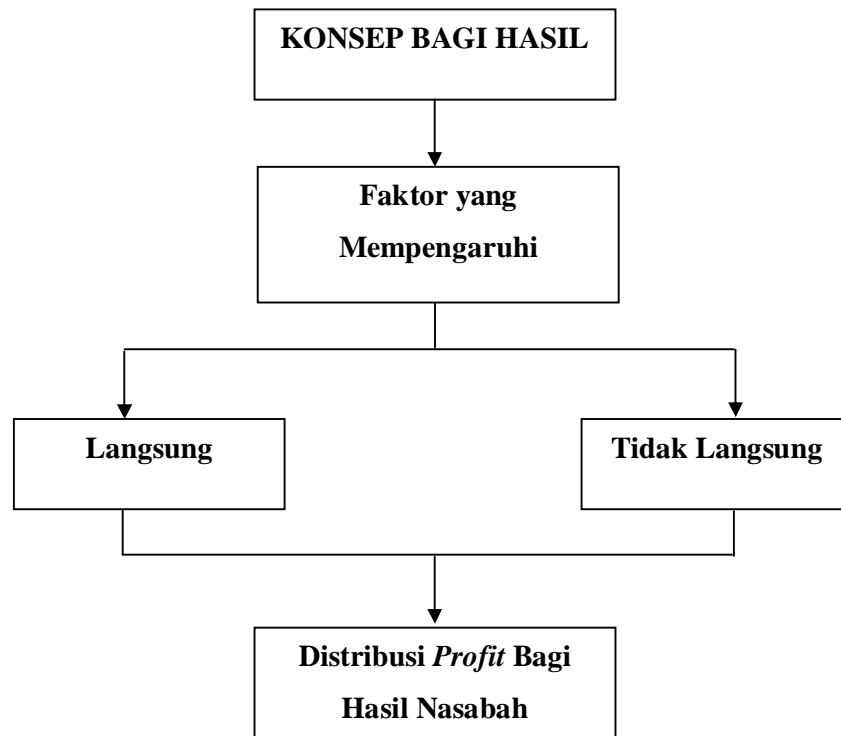 KONSEP BAGI HASIL
Faktor yang
Mempengaruhi
Langsung
Tidak Langsung
Distribusi Profit Bagi
Hasil Nasabah